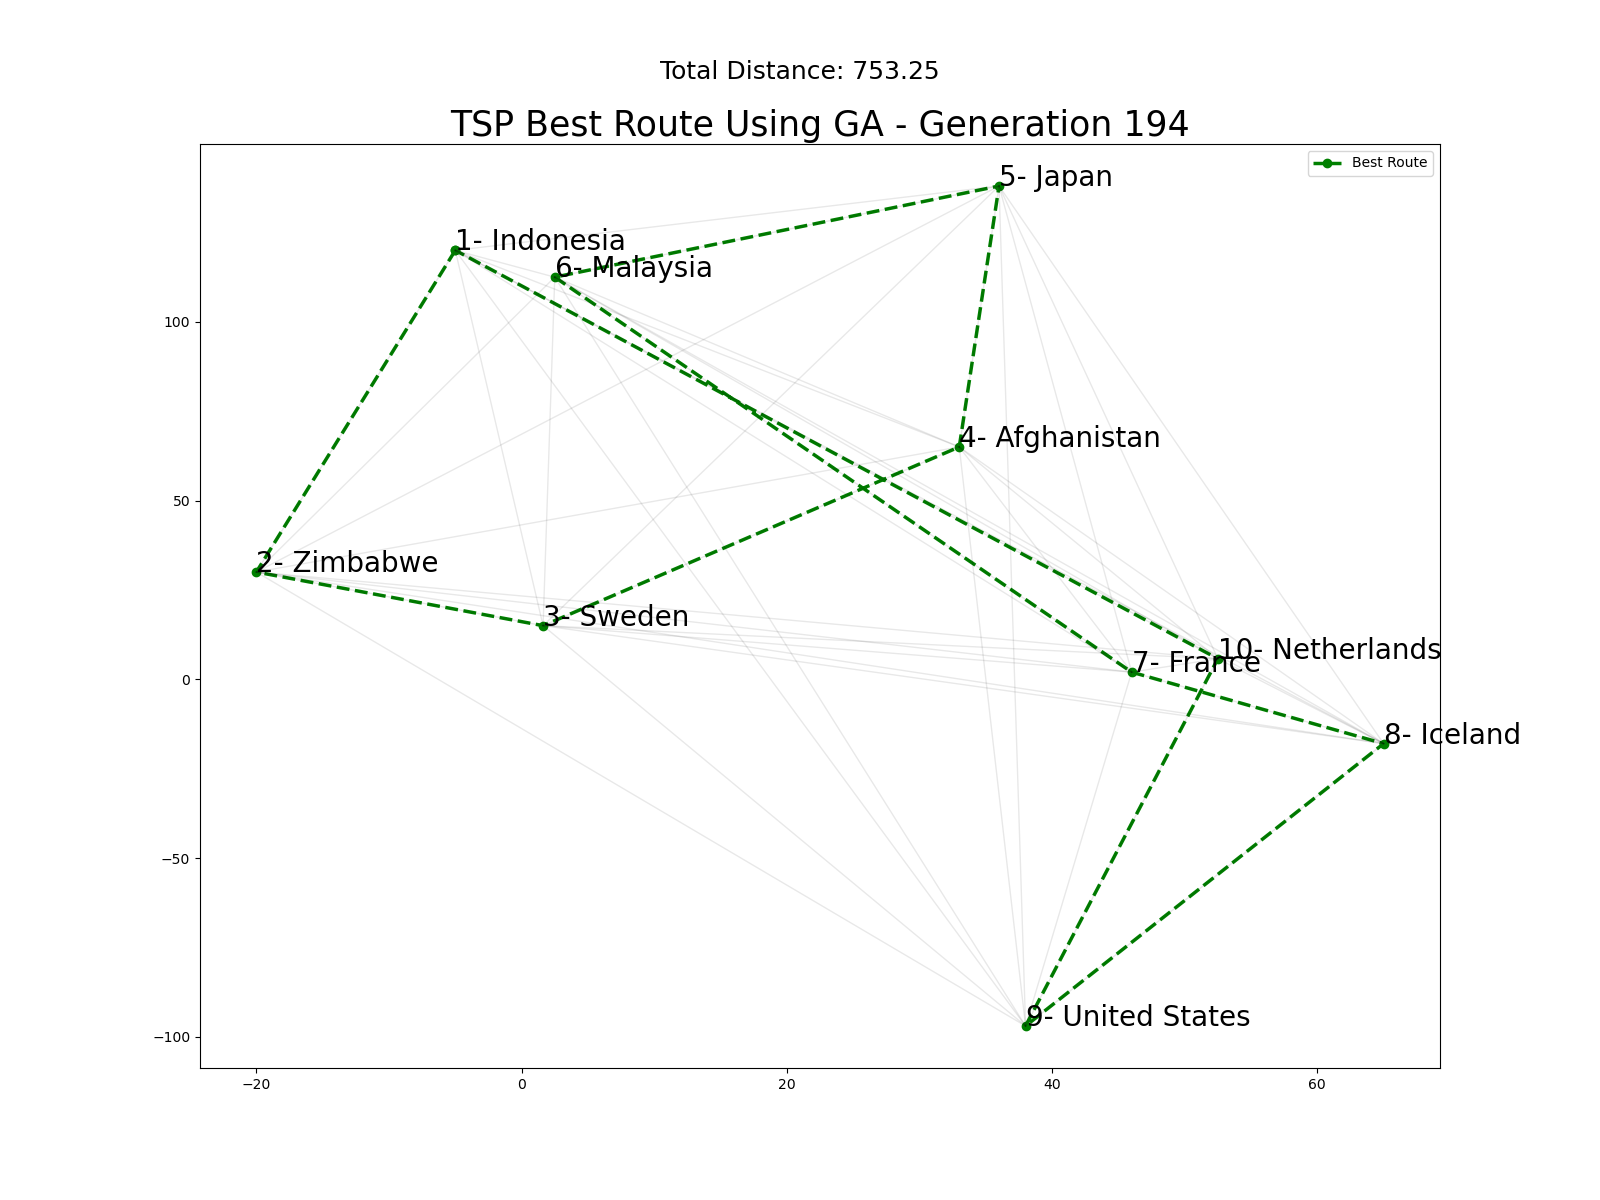 Total Distance: 753.25
TSP Best Route Using GA - Generation 194
Best Route
5- Japan
1- Indonesia
6- Malaysia
100
4- Afghanistan
50
2- Zimbabwe
3- Sweden
10- Netherlands
7- France
0
8- Iceland
−50
9- United States
−100
−20 0 20 40 60